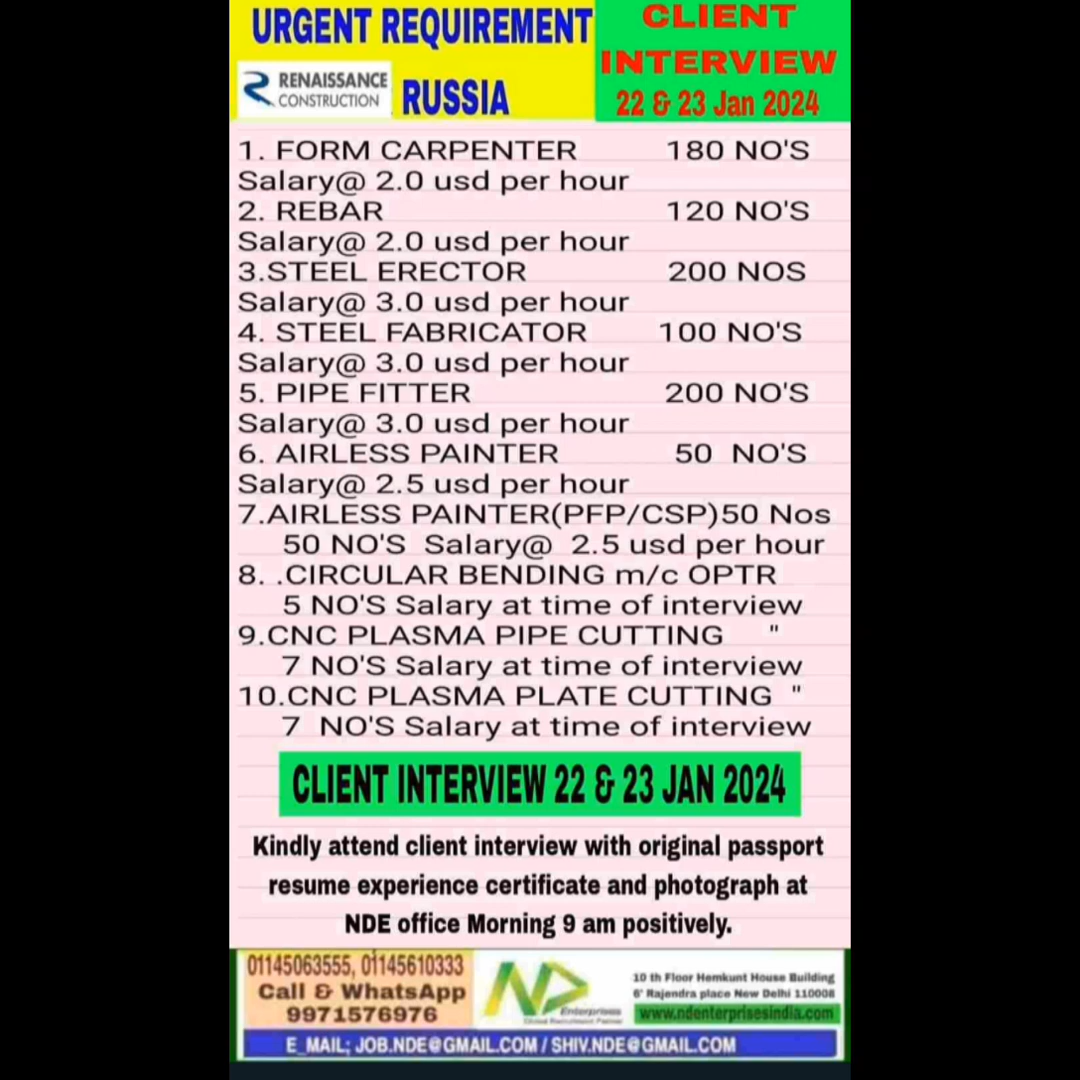 URGENT REQUIREMENT
RENAISSANCE
CONSTRUCTION
RUSSIA
CLIENT
INTERVIEW
22 & 23 Jan 2024
1. FORM CARPENTER 180 NO'S
Salary@ 2.0 usd per hour
2. REBAR 120 NO'S
Salary@ 2.0 usd per hour
3.STEEL ERECTOR 200 NOS
Salary@ 3.0 usd per hour
4. STEEL FABRICATOR 100 NO'S
Salary@ 3.0 usd per hour
5. PIPE FITTER 200 NO'S
Salary@ 3.0 usd per hour
6. AIRLESS PAINTER 50 NO'S
Salary@ 2.5 usd per hour
7.AIRLESS PAINTER(PFP/CSP)50 Nos
50 NO'S Salary@ 2.5 usd per hour
8. .CIRCULAR BENDING m/c OPTR
5 NO'S Salary at time of interview
9.CNC PLASMA PIPE CUTTING "
7 NO'S Salary at time of interview
10.CNC PLASMA PLATE CUTTING "
7 NO'S Salary at time of interview
CLIENT INTERVIEW 22 & 23 JAN 2024
Kindly attend client interview with original passport
resume experience certificate and photograph at
NDE office Morning 9 am positively.
01145063555, 01145610333
Call & WhatsApp
9971576976
ND
Enterprises
10 th Floor Hemkunt House Building
6' Rajendra place New Delhi 110008
www.ndenterprisesindia.com
E_MAIL; JOB.NDE@GMAIL.COM / SHIV.NDE@GMAIL.COM